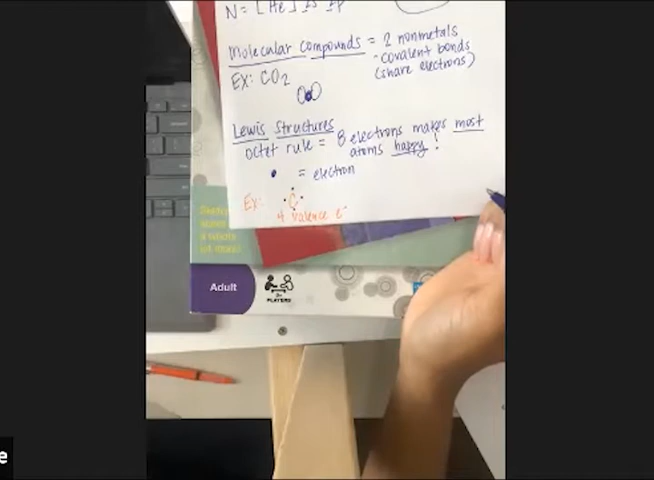 N = [He] 2s 2p
Molecular compounds = 2 nonmetals
- covalent bonds
(share electrons)
Ex: CO2
Lewis Structures
octet rule = 8 electrons makes most
atoms happy!
• = electron
Ex: C
4 valence e-
Adult
2+
PLAYERS
e